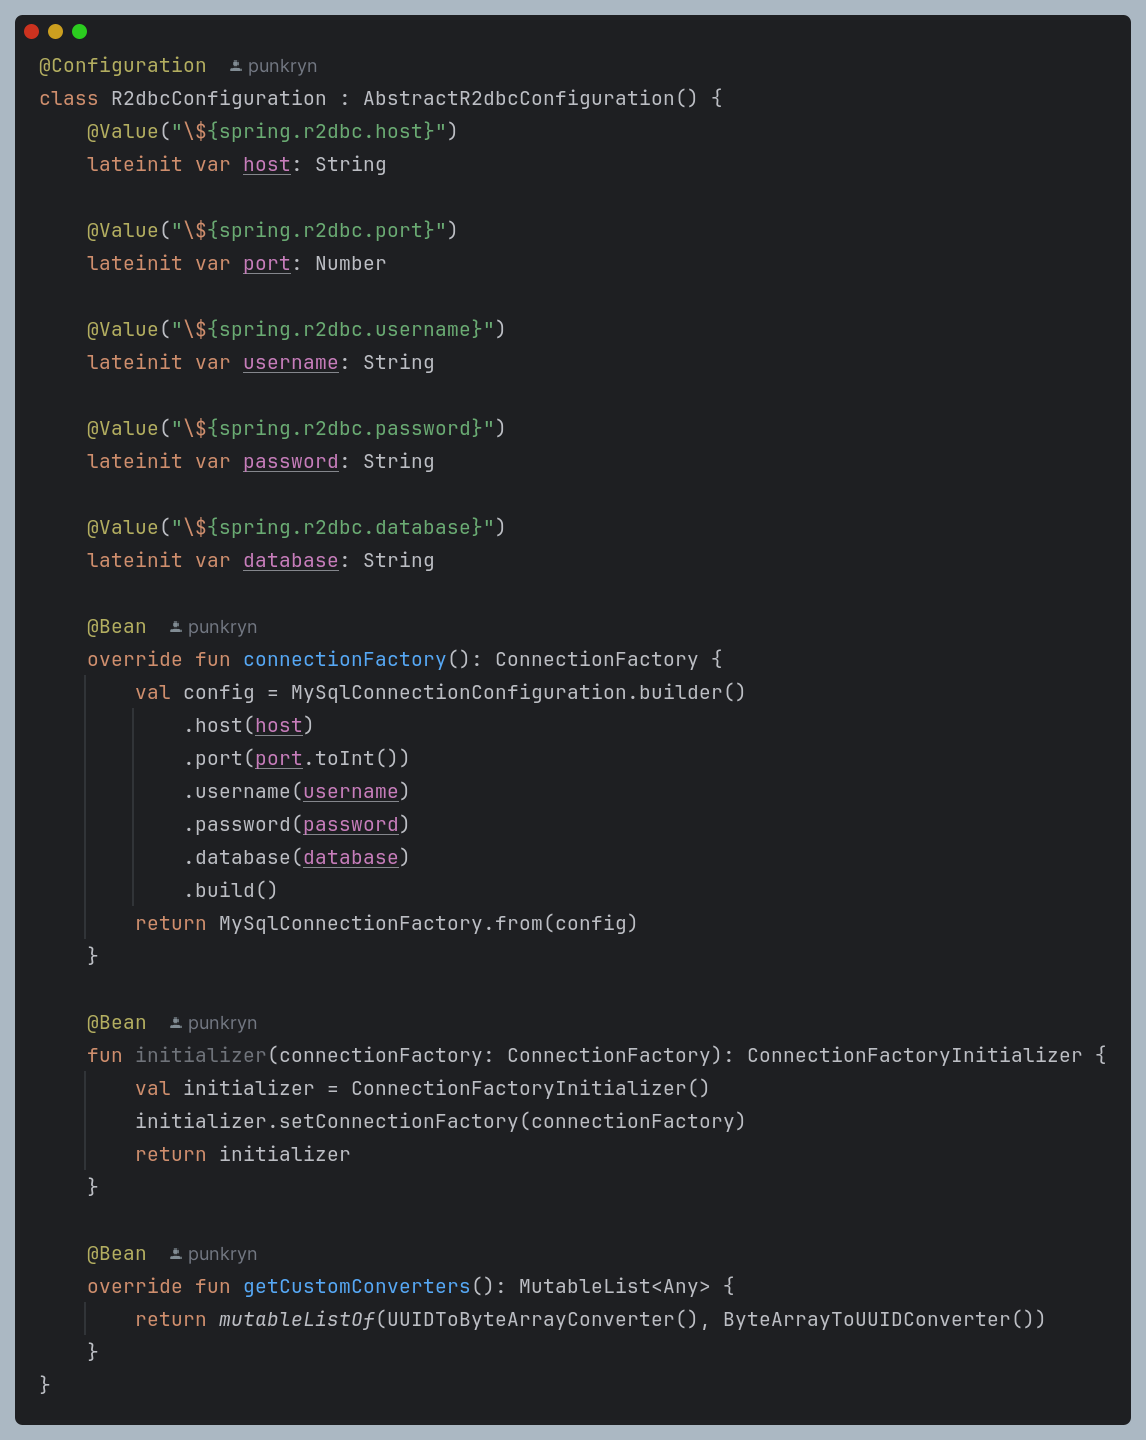 @Configuration punkryn
class R2dbcConfiguration : AbstractR2dbcConfiguration() {
    @Value("\${spring.r2dbc.host}")
    lateinit var host: String

    @Value("\${spring.r2dbc.port}")
    lateinit var port: Number

    @Value("\${spring.r2dbc.username}")
    lateinit var username: String

    @Value("\${spring.r2dbc.password}")
    lateinit var password: String

    @Value("\${spring.r2dbc.database}")
    lateinit var database: String

    @Bean punkryn
    override fun connectionFactory(): ConnectionFactory {
        val config = MySqlConnectionConfiguration.builder()
            .host(host)
            .port(port.toInt())
            .username(username)
            .password(password)
            .database(database)
            .build()
        return MySqlConnectionFactory.from(config)
    }

    @Bean punkryn
    fun initializer(connectionFactory: ConnectionFactory): ConnectionFactoryInitializer {
        val initializer = ConnectionFactoryInitializer()
        initializer.setConnectionFactory(connectionFactory)
        return initializer
    }

    @Bean punkryn
    override fun getCustomConverters(): MutableList<Any> {
        return mutableListOf(UUIDToByteArrayConverter(), ByteArrayToUUIDConverter())
    }
}